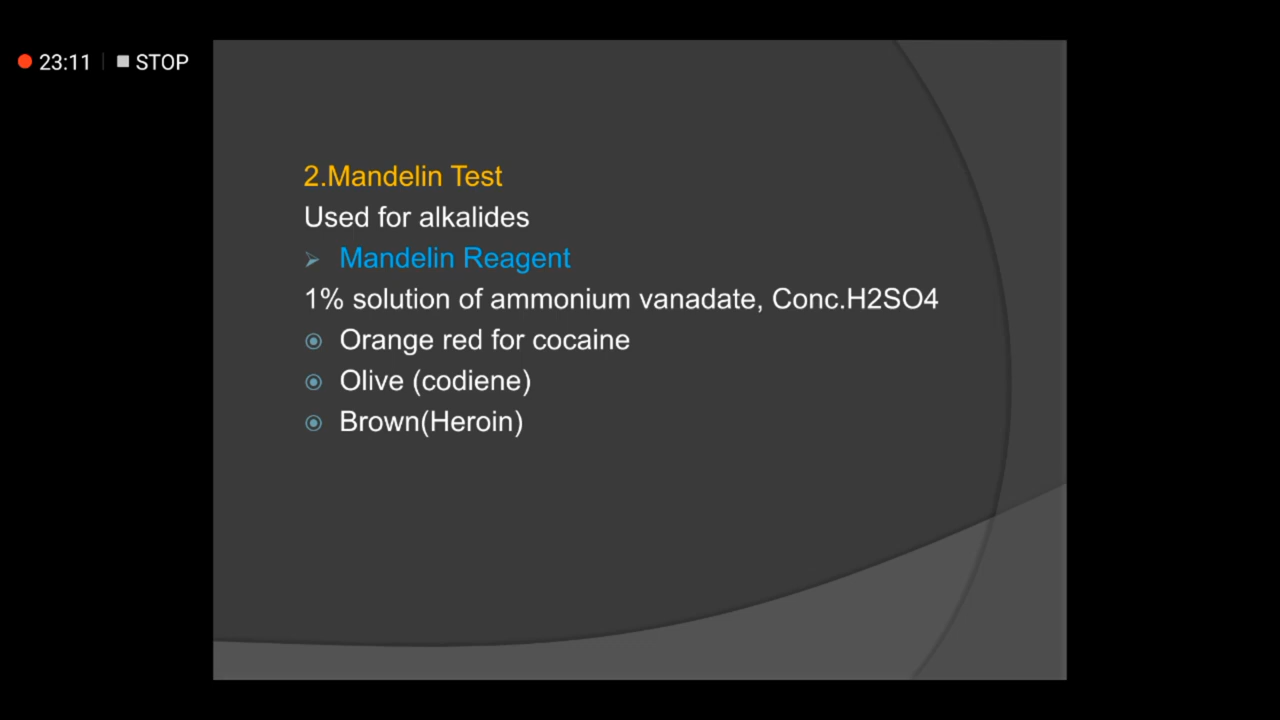 23:11 STOP
2.Mandelin Test
Used for alkalides
Mandelin Reagent
1% solution of ammonium vanadate, Conc.H2SO4
Orange red for cocaine
Olive (codiene)
Brown(Heroin)